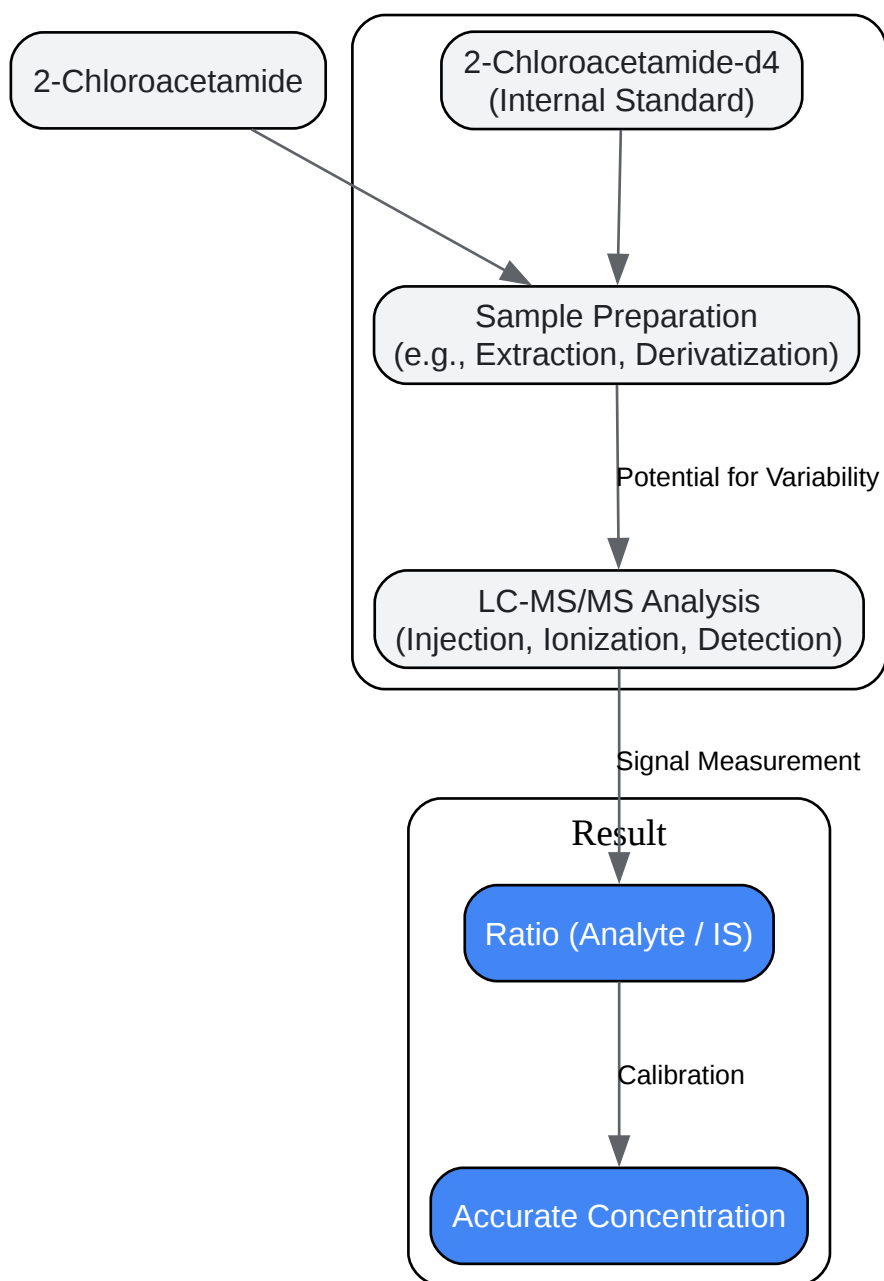 2-Chloroacetamide
2-Chloroacetamide-d4
(Internal Standard)
Sample Preparation
(e.g., Extraction, Derivatization)
Potential for Variability
LC-MS/MS Analysis
(Injection, Ionization, Detection)
Signal Measurement
Result
Ratio (Analyte / IS)
Calibration
Accurate Concentration